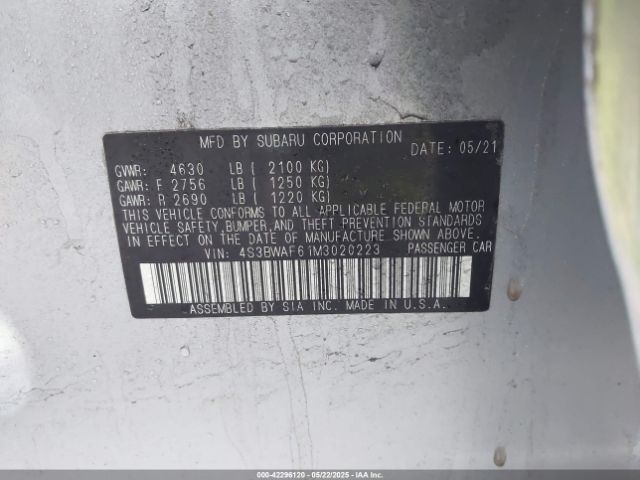 MFD BY SUBARU CORPORATION
DATE: 05/21
GVWR: 4630 LB ( 2100 KG)
GAWR: F 2756 LB ( 1250 KG)
GAWR: R 2690 LB ( 1220 KG)
THIS VEHICLE CONFORMS TO ALL APPLICABLE FEDERAL MOTOR
VEHICLE SAFETY, BUMPER, AND THEFT PREVENTION STANDARDS
IN EFFECT ON THE DATE OF MANUFACTURE SHOWN ABOVE.
VIN: 4S3BWAF61M3020223 PASSENGER CAR
ASSEMBLED BY SIA INC. MADE IN U.S.A.
000-42296120 - 05/22/2025 - IAA Inc.